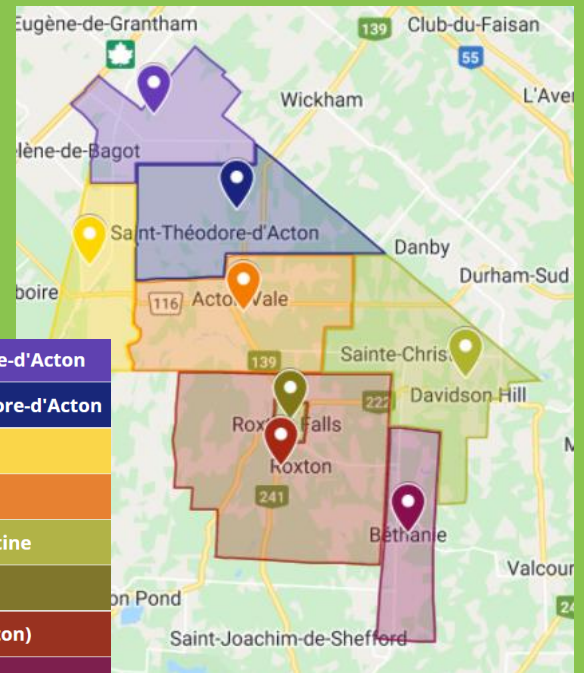 Eugène-de-Grantham
139
Club-du-Faisan
55
Wickham
L'Aver
élène-de-Bagot
Saint-Théodore-d'Acton
Danby
Durham-Sud
boire
116
Acton Vale
139
Sainte-Chris
e-d'Acton
Davidson Hill
222
ore-d'Acton
Roxton Falls
Roxton
241
Béthanie
tine
Valcour
on Pond
24
ton)
Saint-Joachim-de-Shefford